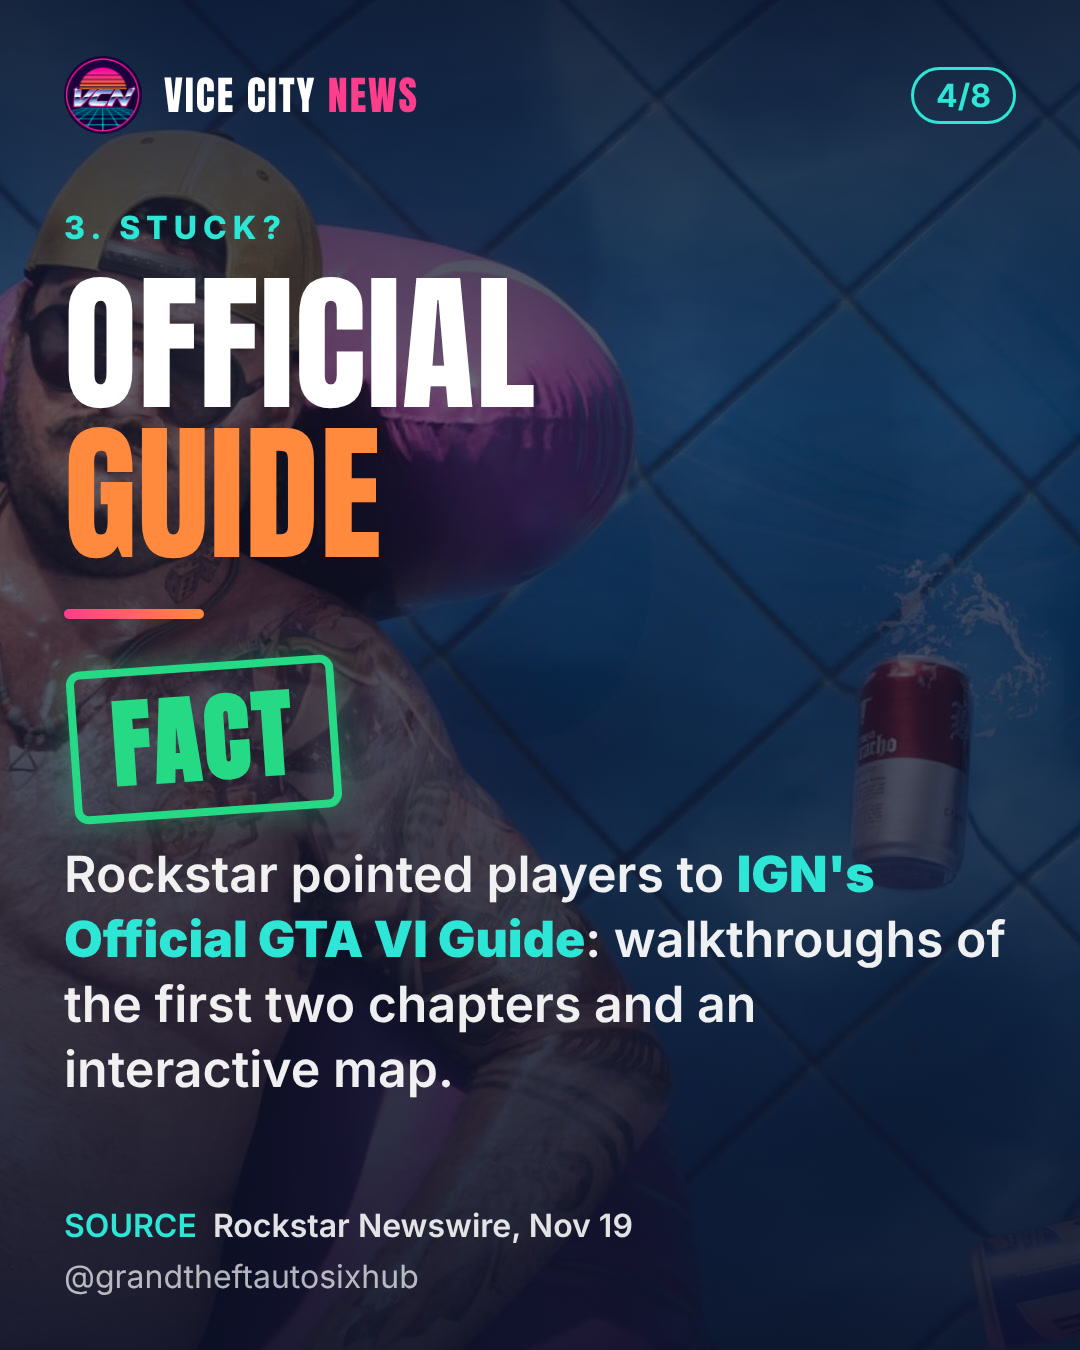 VCN
VICE CITY NEWS
4/8
3. STUCK?
OFFICIAL
GUIDE
FACT
Rockstar pointed players to IGN's
Official GTA VI Guide: walkthroughs of
the first two chapters and an
interactive map.
SOURCE Rockstar Newswire, Nov 19
@grandtheftautosixhub